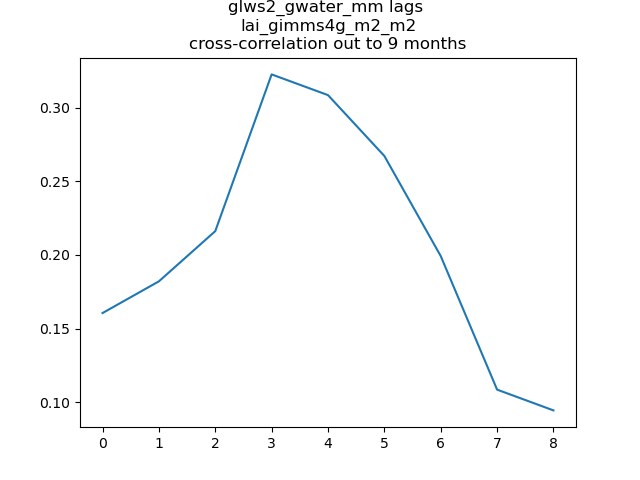 glws2_gwater_mm lags
lai_gimms4g_m2_m2
cross-correlation out to 9 months
0.30
0.25
0.20
0.15
0.10
0 1 2 3 4 5 6 7 8